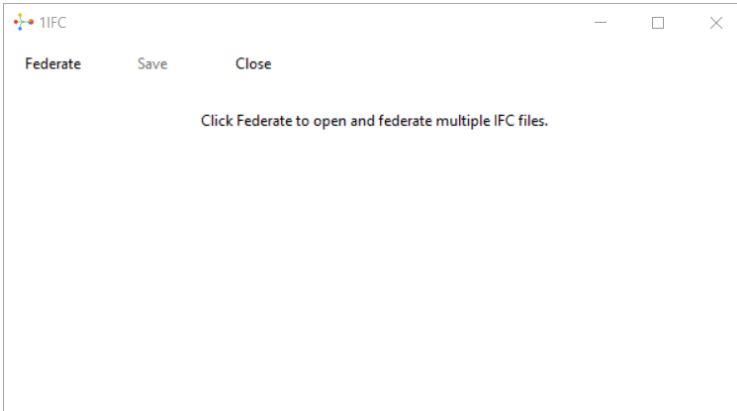 1IFC
Federate Save Close
Click Federate to open and federate multiple IFC files.